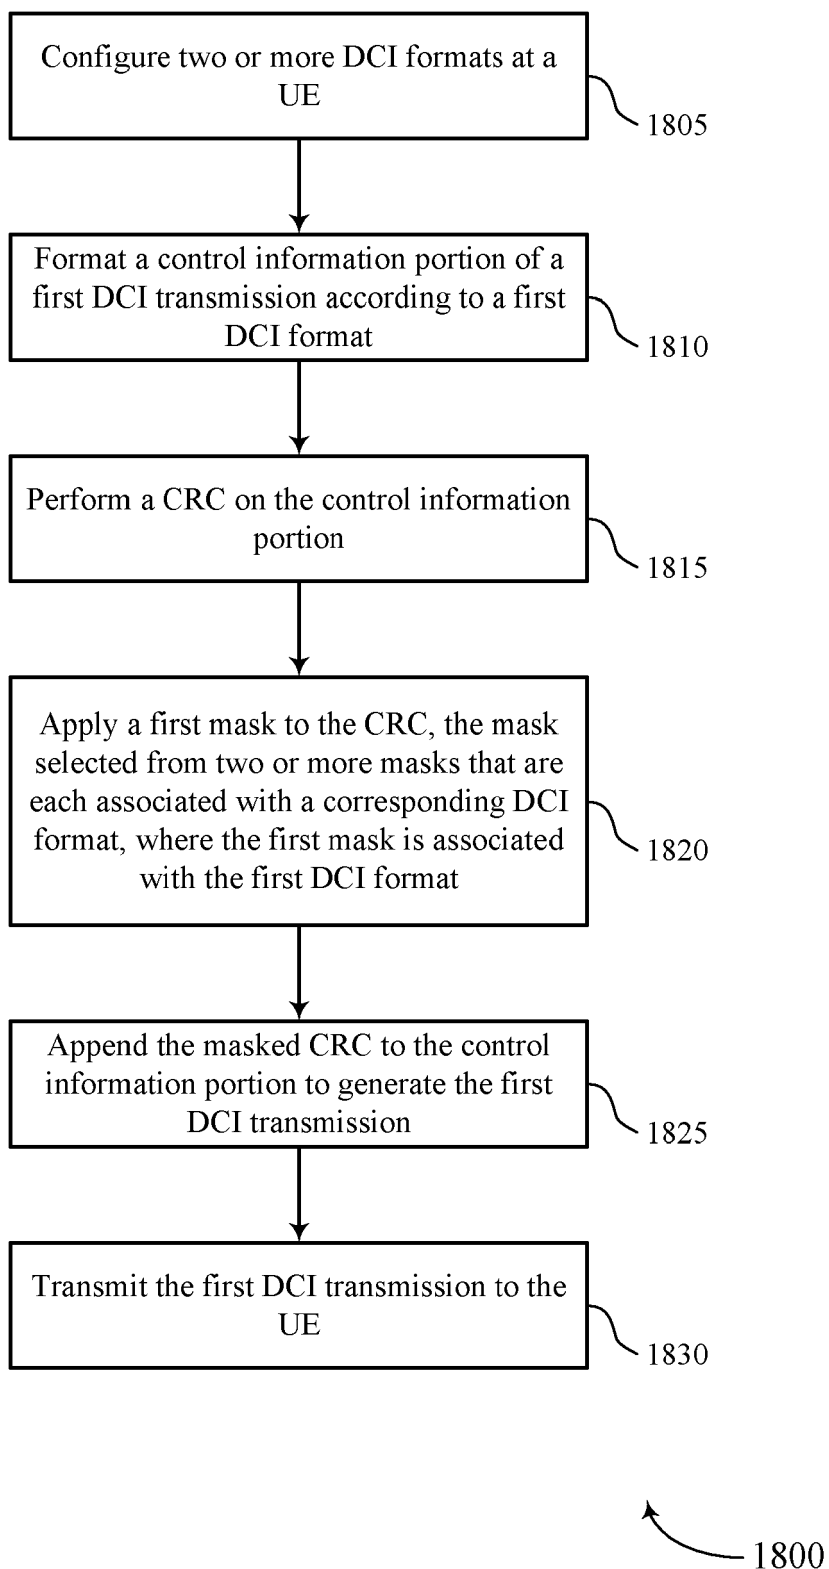 Configure two or more DCI formats at a
UE
1805
Format a control information portion of a
first DCI transmission according to a first
DCI format
1810
Perform a CRC on the control information
portion
1815
Apply a first mask to the CRC, the mask
selected from two or more masks that are
each associated with a corresponding DCI
format, where the first mask is associated
with the first DCI format
1820
Append the masked CRC to the control
information portion to generate the first
DCI transmission
1825
Transmit the first DCI transmission to the
UE
1830
1800